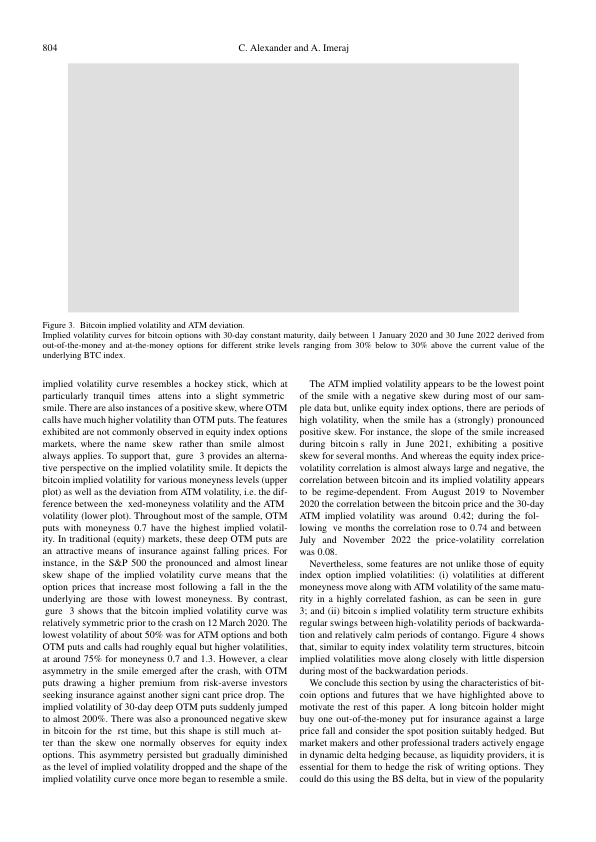 804
C. Alexander and A. Imeraj
Figure 3. Bitcoin implied volatility and ATM deviation.
Implied volatility curves for bitcoin options with 30-day constant maturity, daily between 1 January 2020 and 30 June 2022 derived from
out-of-the-money and at-the-money options for different strike levels ranging from 30% below to 30% above the current value of the
underlying BTC index.
implied volatility curve resembles a hockey stick, which at
particularly tranquil times attens into a slight symmetric
smile. There are also instances of a positive skew, where OTM
calls have much higher volatility than OTM puts. The features
exhibited are not commonly observed in equity index options
markets, where the name skew rather than smile almost
always applies. To support that, gure 3 provides an alterna-
tive perspective on the implied volatility smile. It depicts the
bitcoin implied volatility for various moneyness levels (upper
plot) as well as the deviation from ATM volatility, i.e. the dif-
ference between the xed-moneyness volatility and the ATM
volatility (lower plot). Throughout most of the sample, OTM
puts with moneyness 0.7 have the highest implied volatil-
ity. In traditional (equity) markets, these deep OTM puts are
an attractive means of insurance against falling prices. For
instance, in the S&P 500 the pronounced and almost linear
skew shape of the implied volatility curve means that the
option prices that increase most following a fall in the the
underlying are those with lowest moneyness. By contrast,
gure 3 shows that the bitcoin implied volatility curve was
relatively symmetric prior to the crash on 12 March 2020. The
lowest volatility of about 50% was for ATM options and both
OTM puts and calls had roughly equal but higher volatilities,
at around 75% for moneyness 0.7 and 1.3. However, a clear
asymmetry in the smile emerged after the crash, with OTM
puts drawing a higher premium from risk-averse investors
seeking insurance against another signi cant price drop. The
implied volatility of 30-day deep OTM puts suddenly jumped
to almost 200%. There was also a pronounced negative skew
in bitcoin for the rst time, but this shape is still much at-
ter than the skew one normally observes for equity index
options. This asymmetry persisted but gradually diminished
as the level of implied volatility dropped and the shape of the
implied volatility curve once more began to resemble a smile.
The ATM implied volatility appears to be the lowest point
of the smile with a negative skew during most of our sam-
ple data but, unlike equity index options, there are periods of
high volatility, when the smile has a (strongly) pronounced
positive skew. For instance, the slope of the smile increased
during bitcoin s rally in June 2021, exhibiting a positive
skew for several months. And whereas the equity index price-
volatility correlation is almost always large and negative, the
correlation between bitcoin and its implied volatility appears
to be regime-dependent. From August 2019 to November
2020 the correlation between the bitcoin price and the 30-day
ATM implied volatility was around 0.42; during the fol-
lowing ve months the correlation rose to 0.74 and between
July and November 2022 the price-volatility correlation
was 0.08.
Nevertheless, some features are not unlike those of equity
index option implied volatilities: (i) volatilities at different
moneyness move along with ATM volatility of the same matu-
rity in a highly correlated fashion, as can be seen in gure
3; and (ii) bitcoin s implied volatility term structure exhibits
regular swings between high-volatility periods of backwarda-
tion and relatively calm periods of contango. Figure 4 shows
that, similar to equity index volatility term structures, bitcoin
implied volatilities move along closely with little dispersion
during most of the backwardation periods.
We conclude this section by using the characteristics of bit-
coin options and futures that we have highlighted above to
motivate the rest of this paper. A long bitcoin holder might
buy one out-of-the-money put for insurance against a large
price fall and consider the spot position suitably hedged. But
market makers and other professional traders actively engage
in dynamic delta hedging because, as liquidity providers, it is
essential for them to hedge the risk of writing options. They
could do this using the BS delta, but in view of the popularity